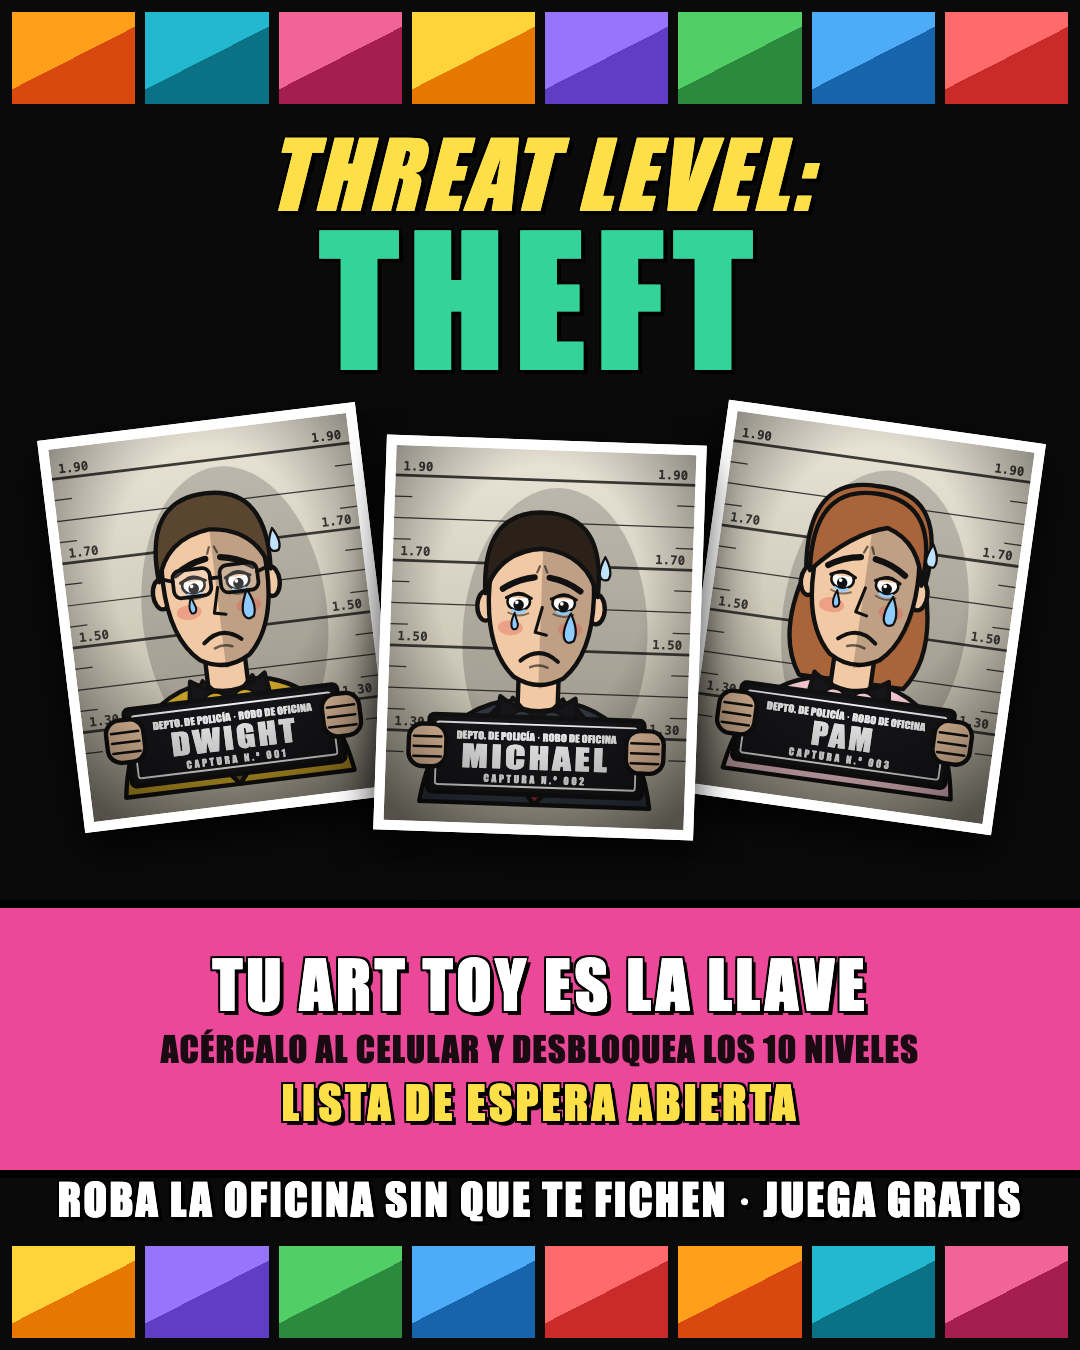 THREAT LEVEL:
THEFT
1.90 1.90
1.70 1.70
1.50 1.50
1.30 1.30
DEPTO. DE POLICÍA · ROBO DE OFICINA
DWIGHT
CAPTURA N.º 001
1.90 1.90
1.70 1.70
1.50 1.50
1.30 .30
DEPTO. DE POLICÍA · ROBO DE OFICINA
MICHAEL
CAPTURA N.º 002
1.90 1.90
1.70 1.70
1.50 1.50
1.30 .30
DEPTO. DE POLICÍA · ROBO DE OFICINA
PAM
CAPTURA N.º 003
TU ART TOY ES LA LLAVE
ACÉRCALO AL CELULAR Y DESBLOQUEA LOS 10 NIVELES
LISTA DE ESPERA ABIERTA
ROBA LA OFICINA SIN QUE TE FICHEN · JUEGA GRATIS